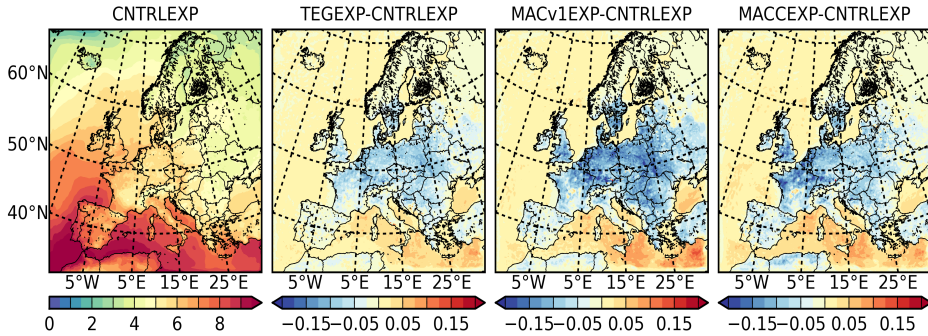 CNTRLEXP TEGEXP-CNTRLEXP MACv1EXP-CNTRLEXP MACCEXP-CNTRLEXP
60°N
50°N
40°N
5°W 5°E 15°E 25°E 5°W 5°E 15°E 25°E 5°W 5°E 15°E 25°E 5°W 5°E 15°E 25°E
0 2 4 6 8 −0.15 −0.05 0.05 0.15 −0.15 −0.05 0.05 0.15 −0.15 −0.05 0.05 0.15